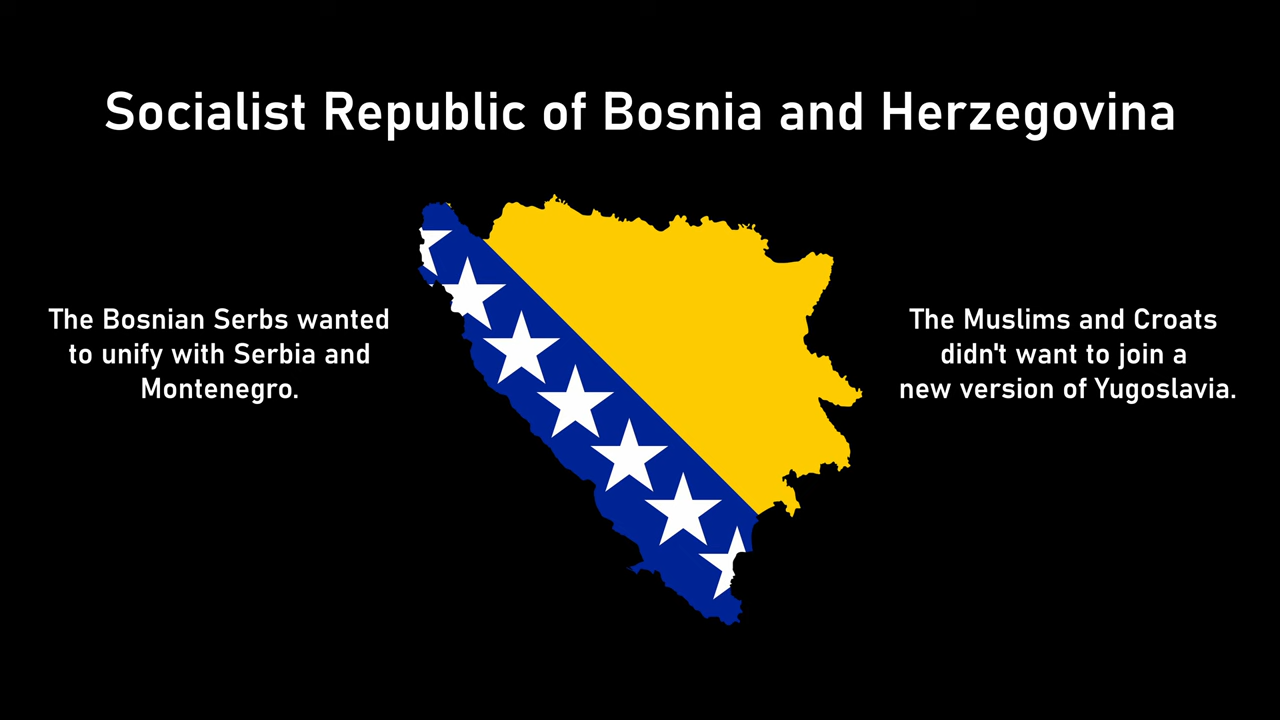 Socialist Republic of Bosnia and Herzegovina
The Bosnian Serbs wanted
to unify with Serbia and
Montenegro.
The Muslims and Croats
didn't want to join a
new version of Yugoslavia.